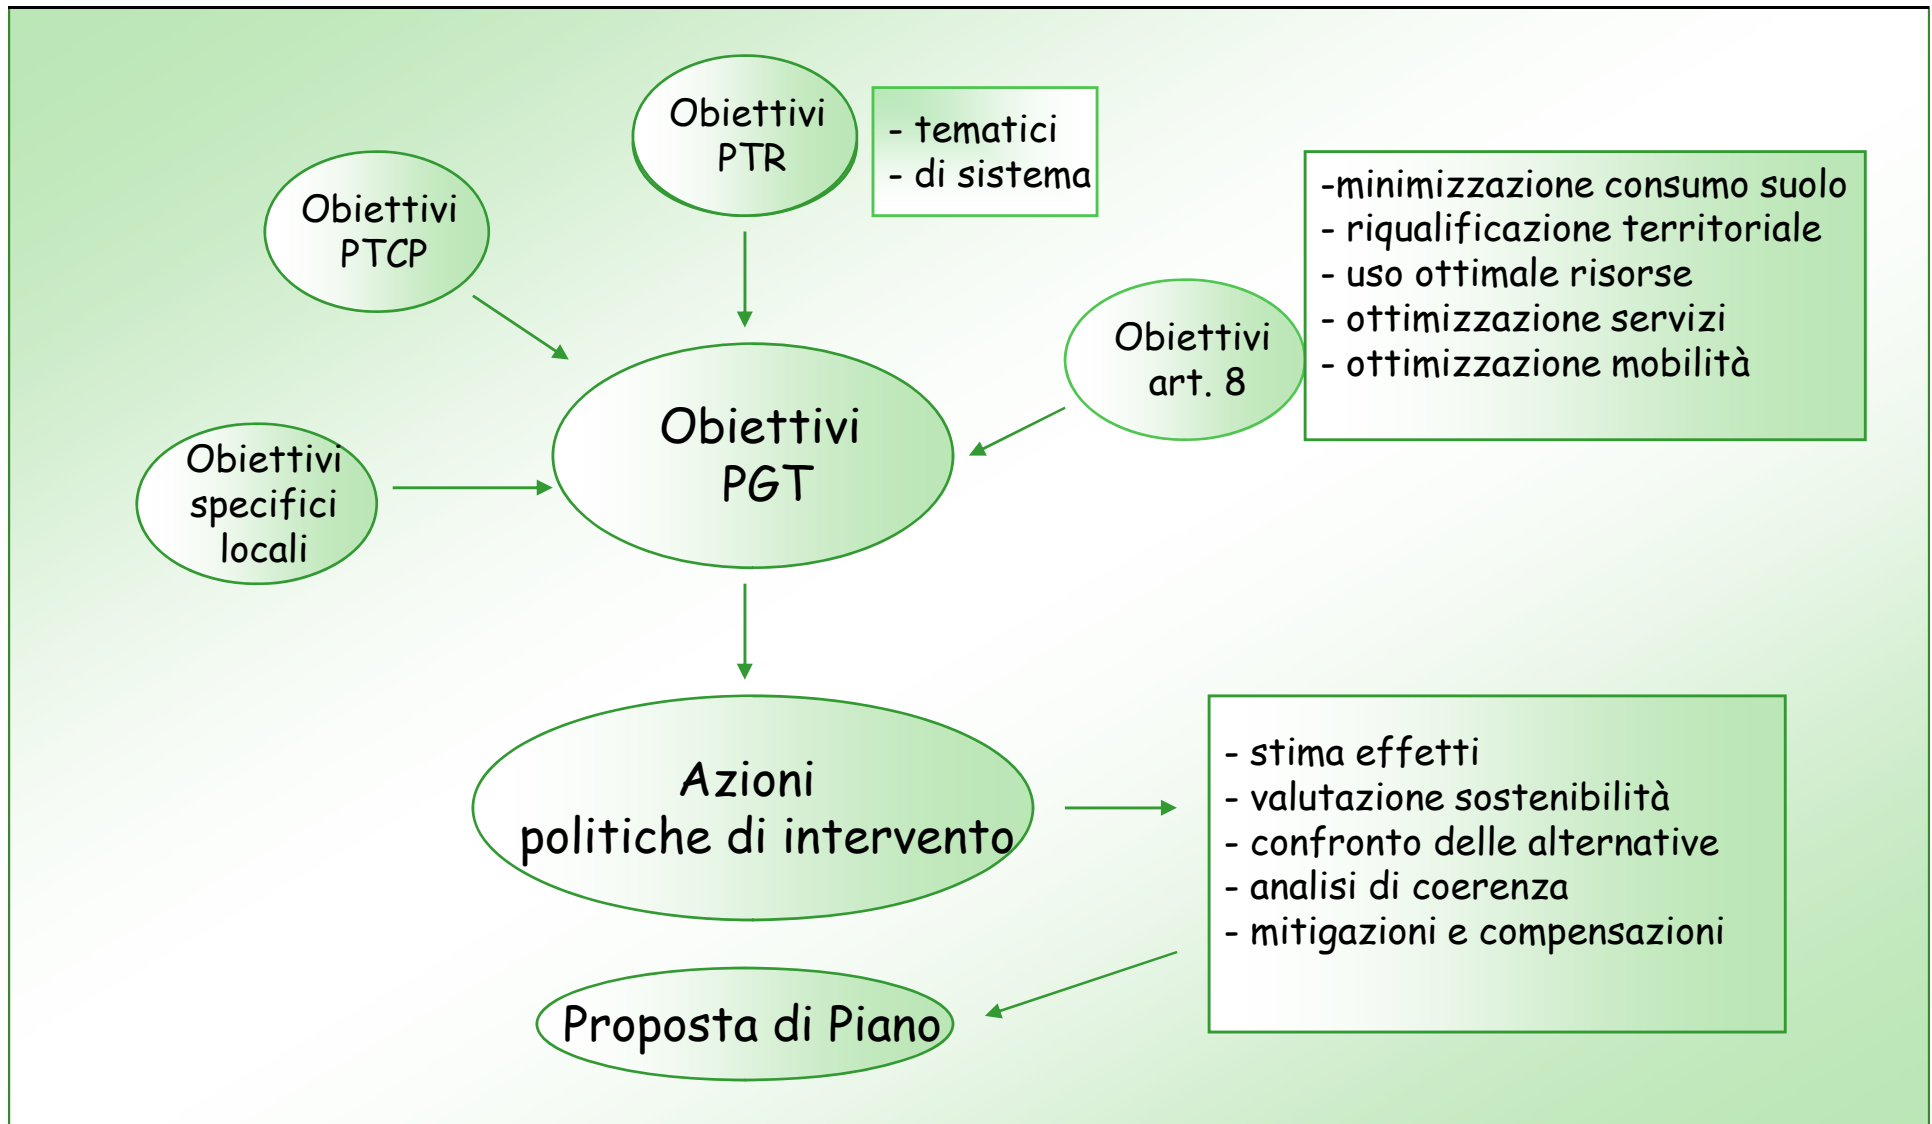 Obiettivi
PTR
- tematici
- di sistema
Obiettivi
PTCP
-minimizzazione consumo suolo
- riqualificazione territoriale
- uso ottimale risorse
- ottimizzazione servizi
- ottimizzazione mobilità
Obiettivi
art. 8
Obiettivi
PGT
Obiettivi
specifici
locali
Azioni
politiche di intervento
- stima effetti
- valutazione sostenibilità
- confronto delle alternative
- analisi di coerenza
- mitigazioni e compensazioni
Proposta di Piano